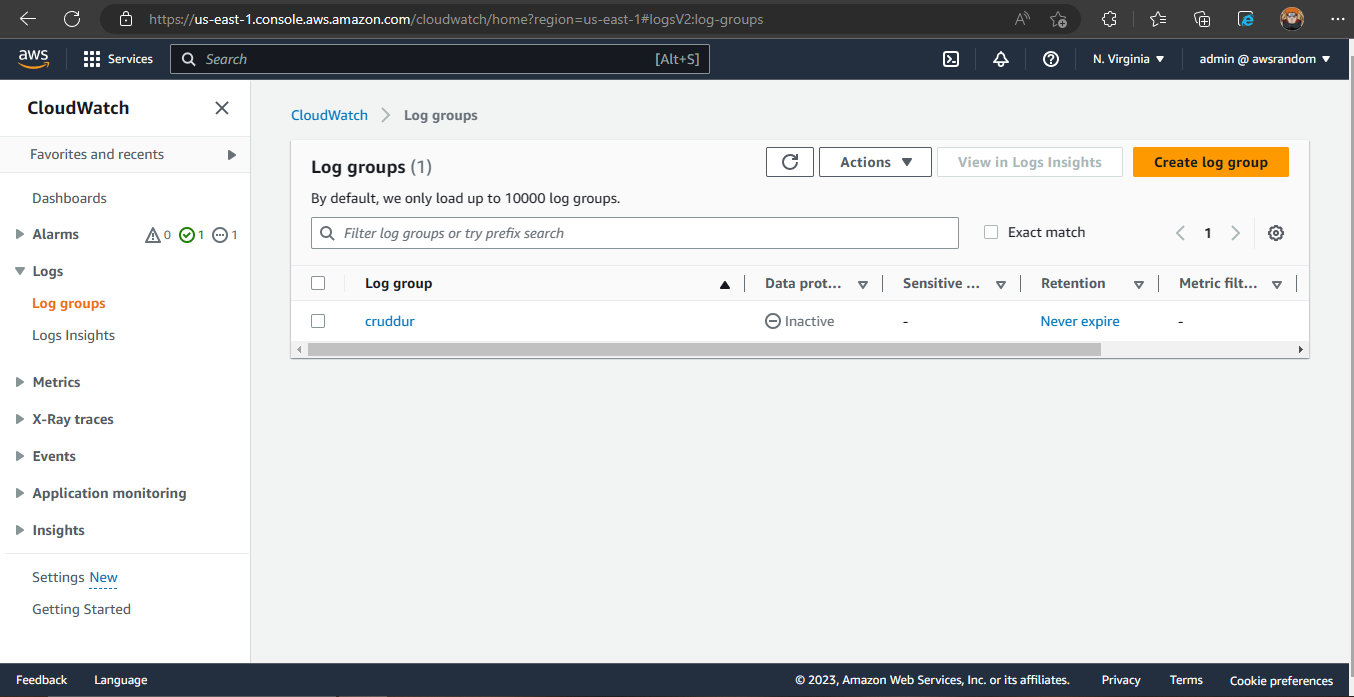 https://us-east-1.console.aws.amazon.com/cloudwatch/home?region=us-east-1#logsV2:log-groups
aws Services Search [Alt+S] N. Virginia admin @ awsrandom
CloudWatch
Favorites and recents
Dashboards
Alarms 0 1 1
Logs
Log groups
Logs Insights
Metrics
X-Ray traces
Events
Application monitoring
Insights
Settings New
Getting Started
CloudWatch Log groups
Log groups (1) Actions View in Logs Insights Create log group
By default, we only load up to 10000 log groups.
Filter log groups or try prefix search Exact match 1
Log group Data prot... Sensitive ... Retention Metric filt...
cruddur Inactive - Never expire -
Feedback Language © 2023, Amazon Web Services, Inc. or its affiliates. Privacy Terms Cookie preferences